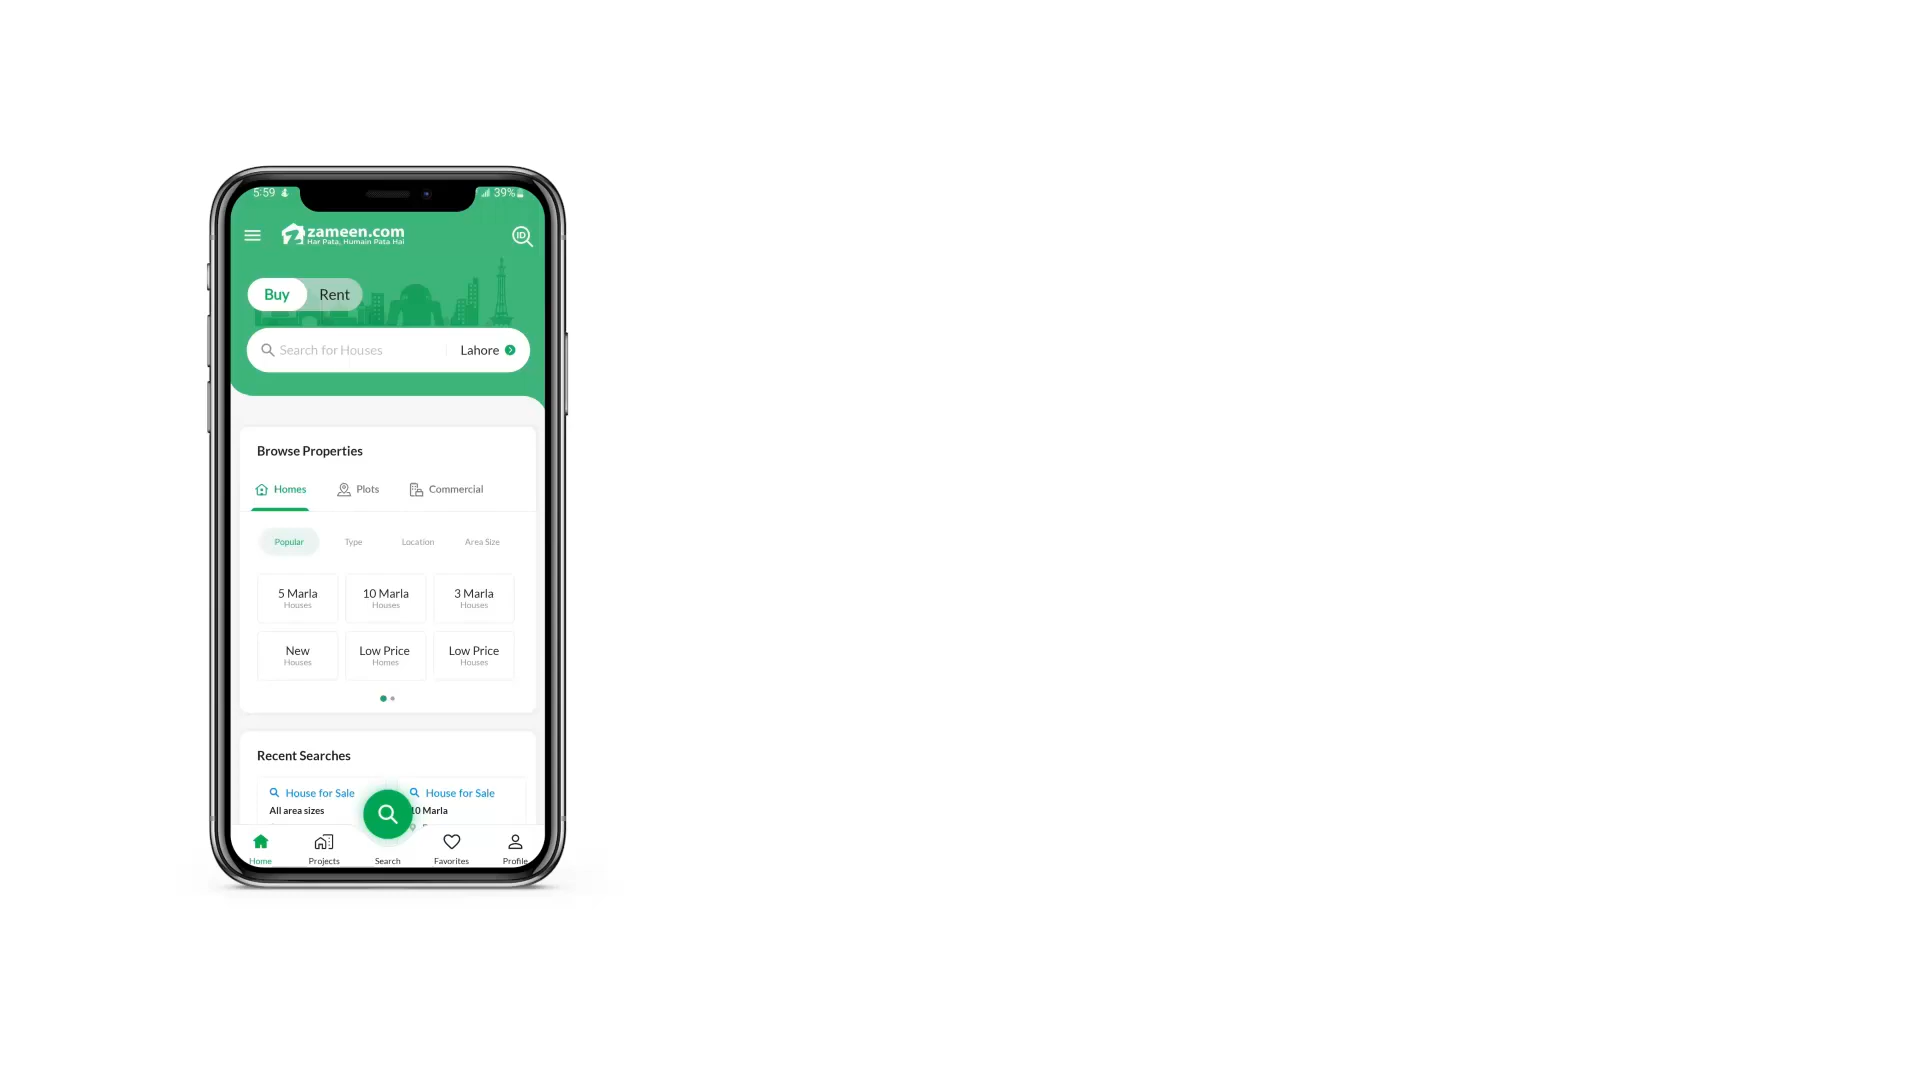 5:59
39%
zameen.com
Har Pata, Humain Pata Hai
ID
Buy Rent
Search for Houses Lahore
Browse Properties
Homes Plots Commercial
Popular Type Location Area Size
5 Marla 10 Marla 3 Marla
Houses Houses Houses
New Low Price Low Price
Houses Homes Houses
Recent Searches
House for Sale House for Sale
All area sizes 10 Marla
Home Projects Search Favorites Profile